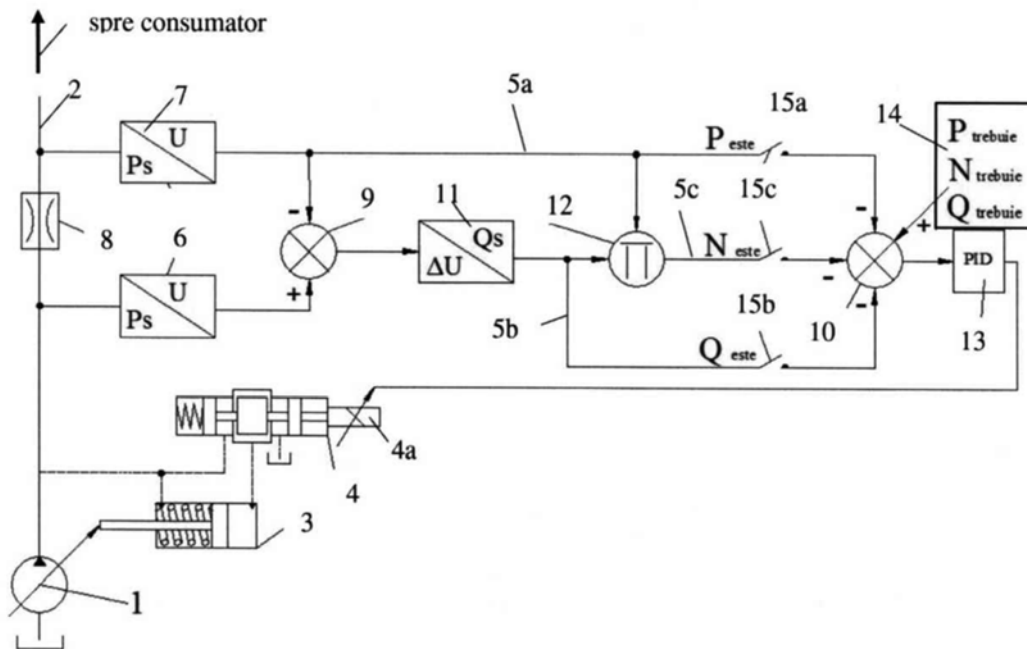 spre consumator
2
7
U
Ps
5a
15a
14
P trebuie
N trebuie
Q trebuie
P este
-
-
9
11
Qs
ΔU
12
5c
15c
N este
+
-
PID
8
6
U
Ps
+
5b
15b
-
10
13
Q este
4a
4
3
1